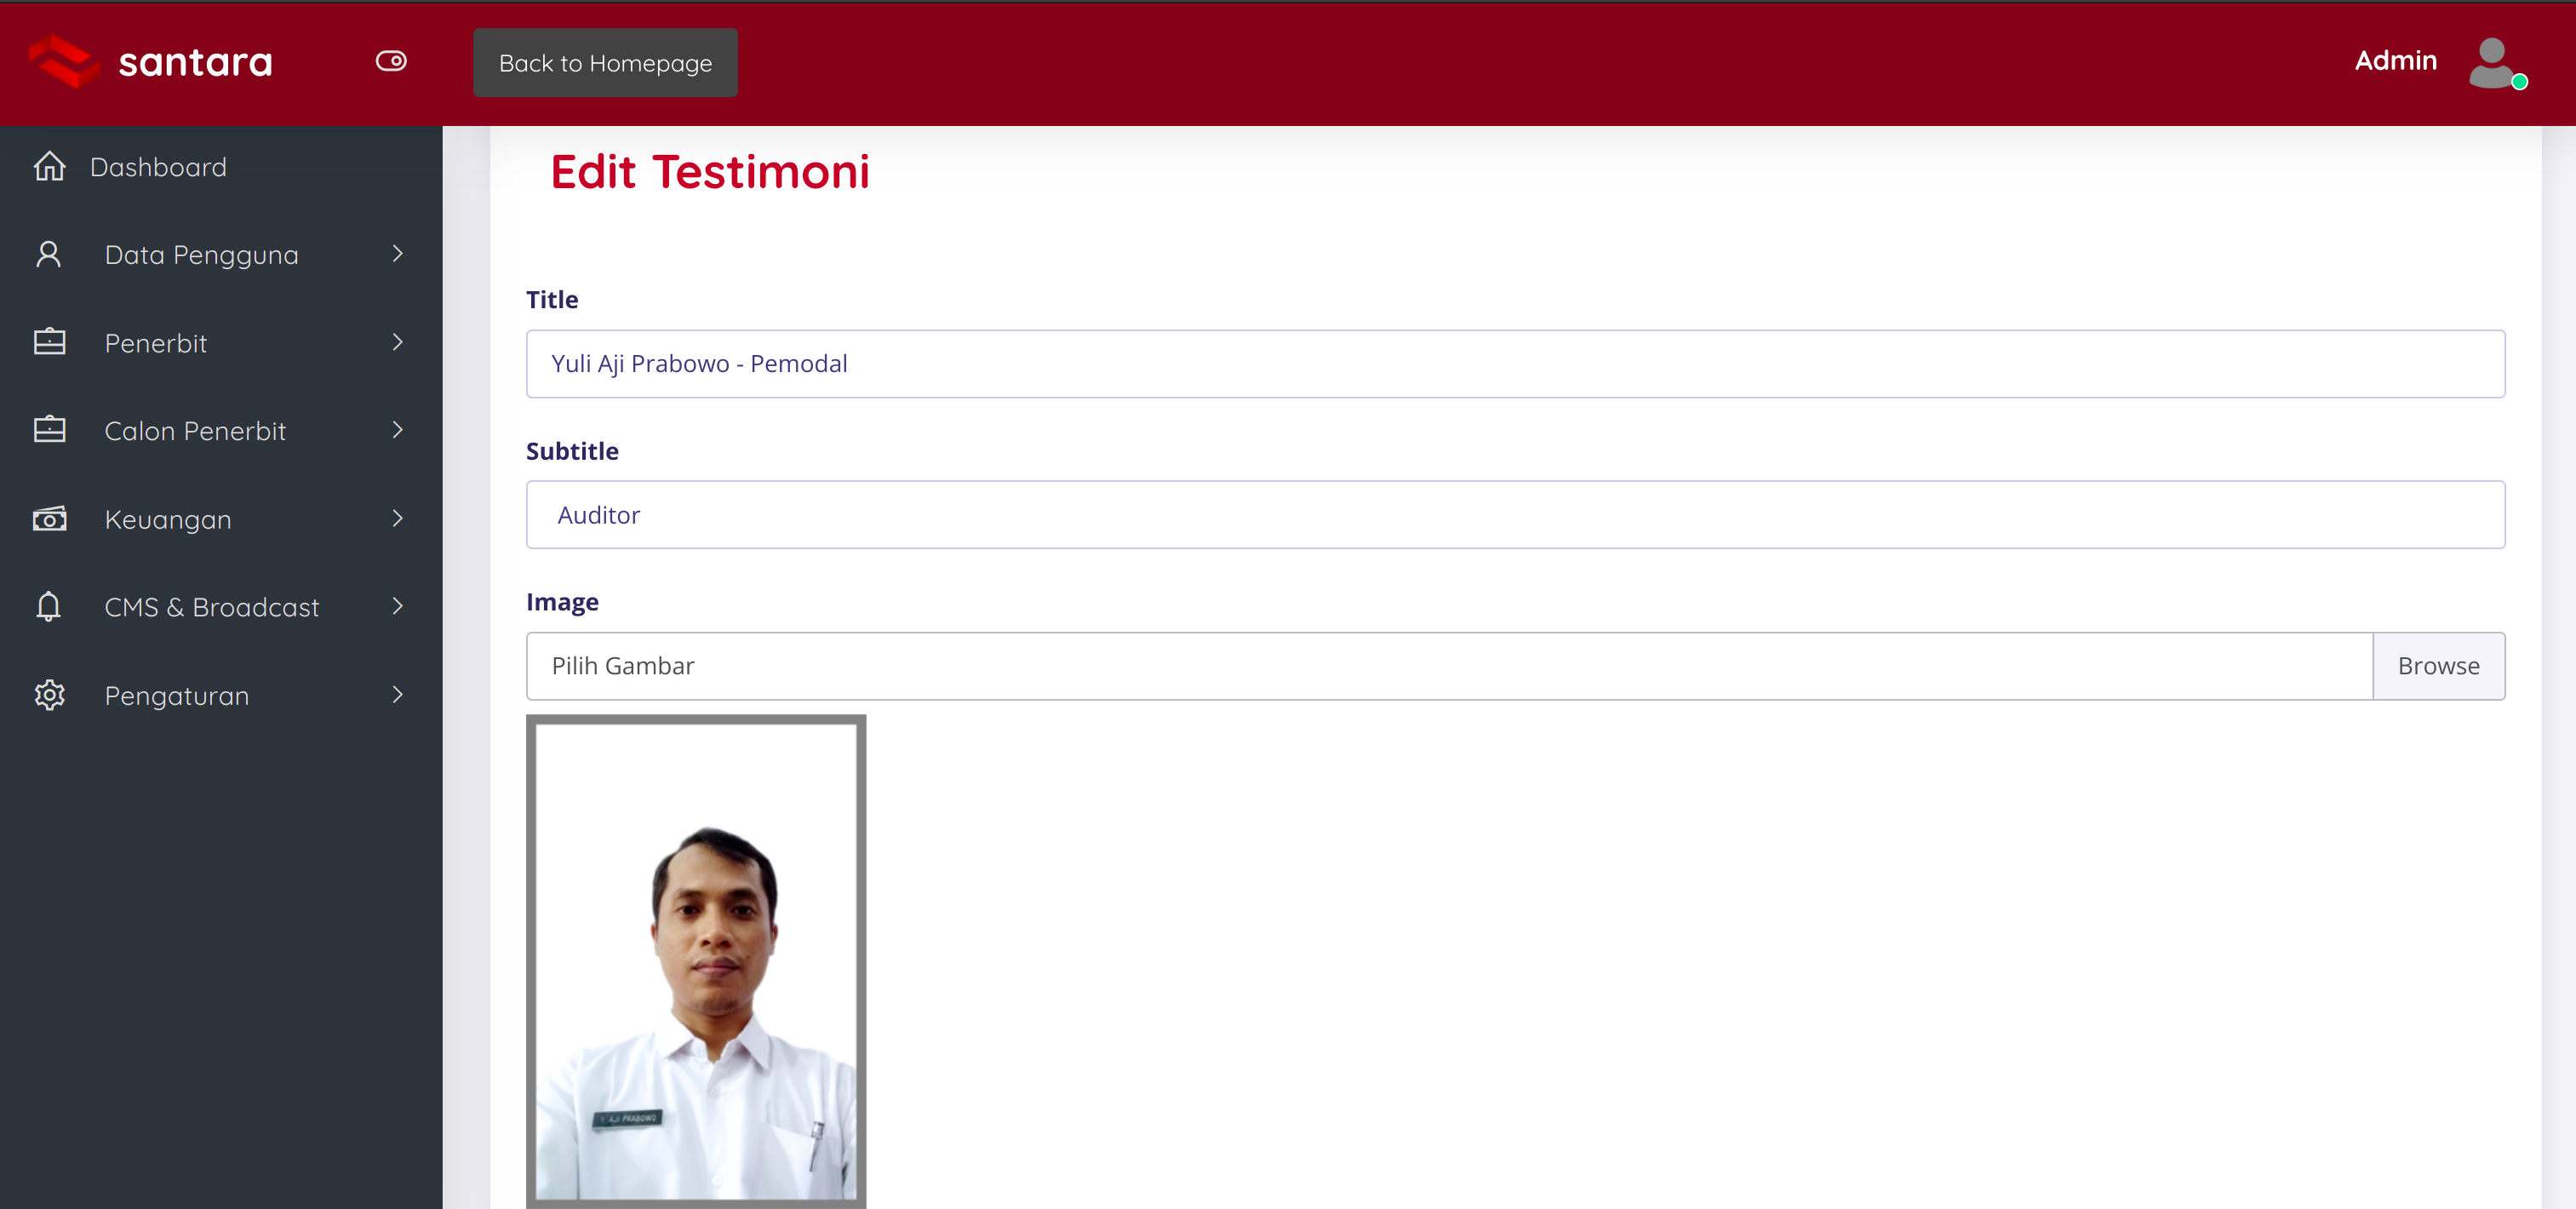 santara
Back to Homepage
Admin
Dashboard
Data Pengguna
Penerbit
Calon Penerbit
Keuangan
CMS & Broadcast
Pengaturan
Edit Testimoni
Title
Yuli Aji Prabowo - Pemodal
Subtitle
Auditor
Image
Pilih Gambar
Browse
AJI PRABOWO